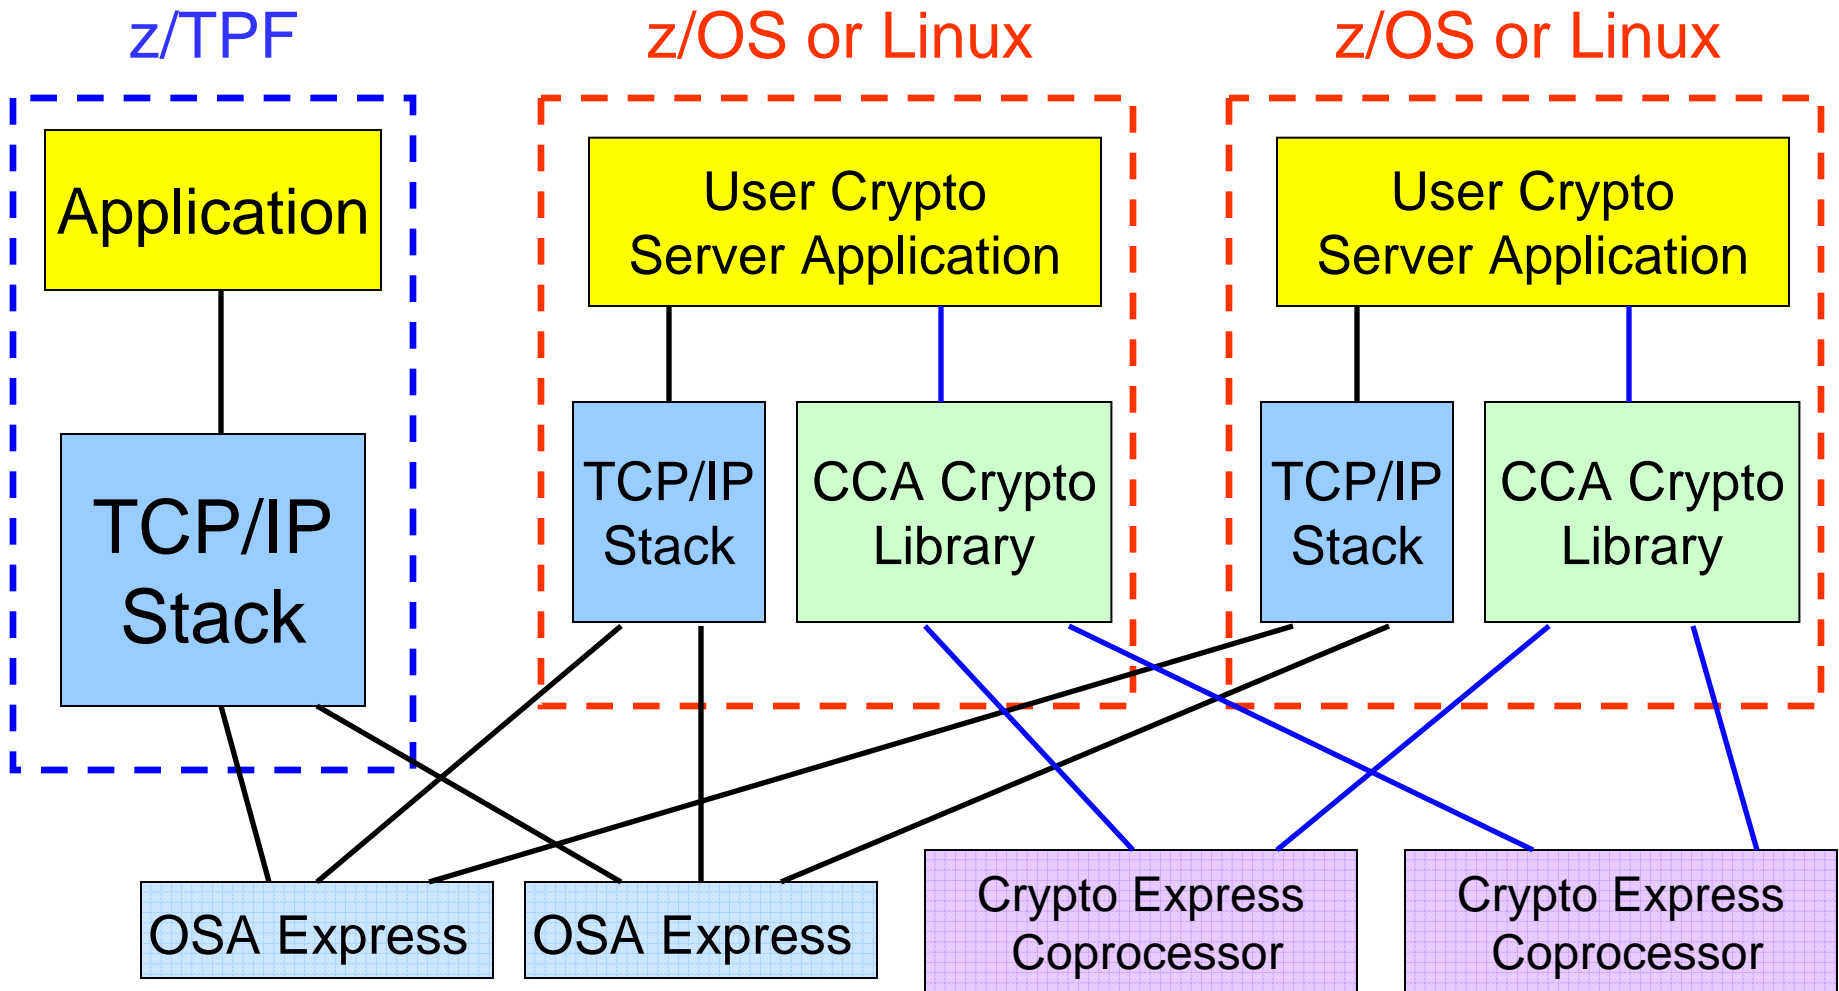 z/TPF
z/OS or Linux
z/OS or Linux
Application
User Crypto
Server Application
User Crypto
Server Application
TCP/IP
Stack
TCP/IP
Stack
CCA Crypto
Library
TCP/IP
Stack
CCA Crypto
Library
OSA Express
OSA Express
Crypto Express
Coprocessor
Crypto Express
Coprocessor